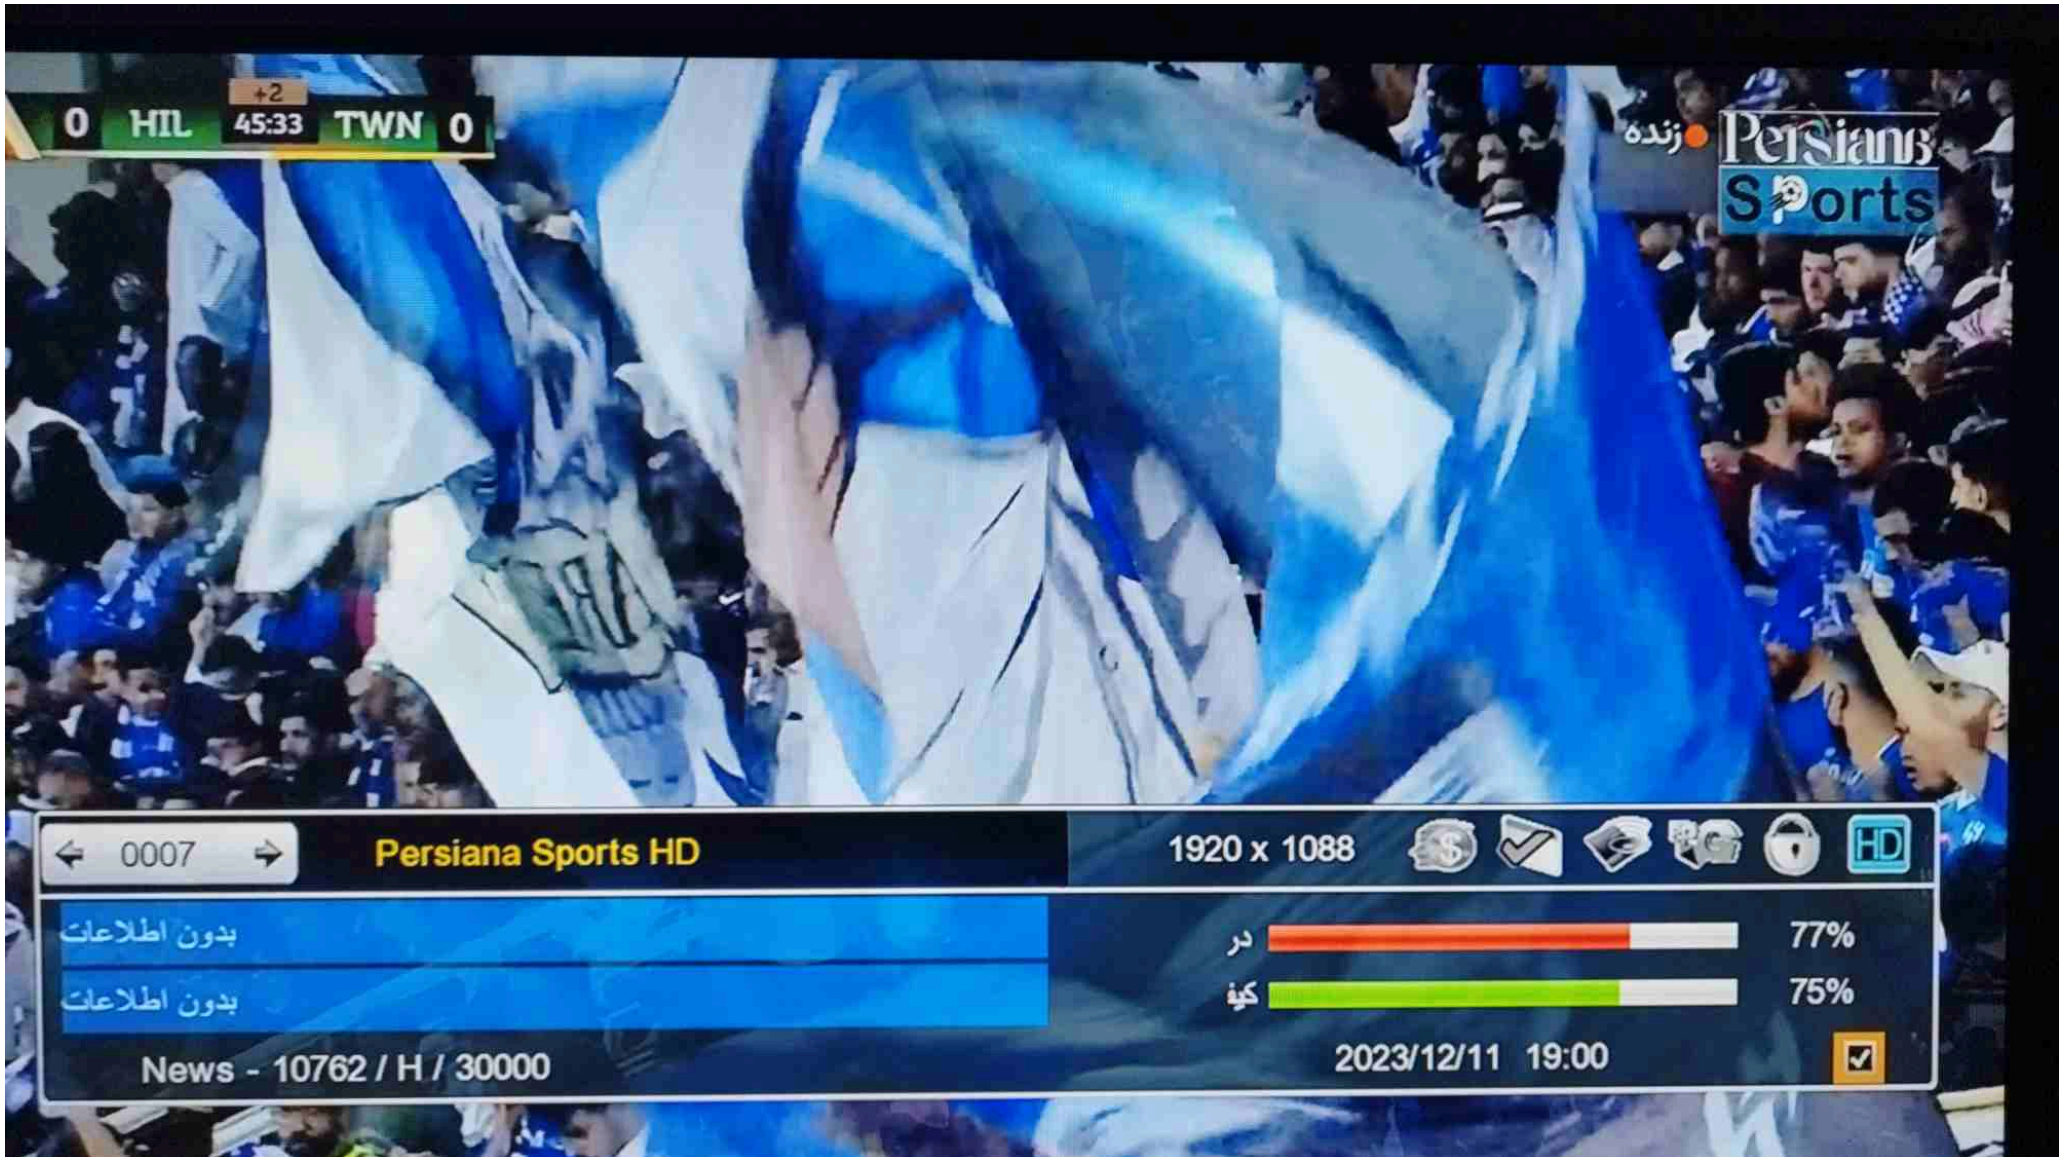 +2
0 HIL 45:33 TWN 0
زنده
Persiana
Sports
0007
Persiana Sports HD
1920 x 1088
HD
بدون اطلاعات
در
77%
بدون اطلاعات
كيف
75%
News - 10762 / H / 30000
2023/12/11 19:00